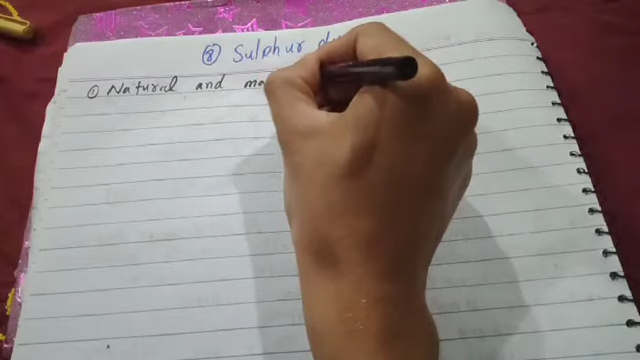 ⑧ Sulphur
① Natural and